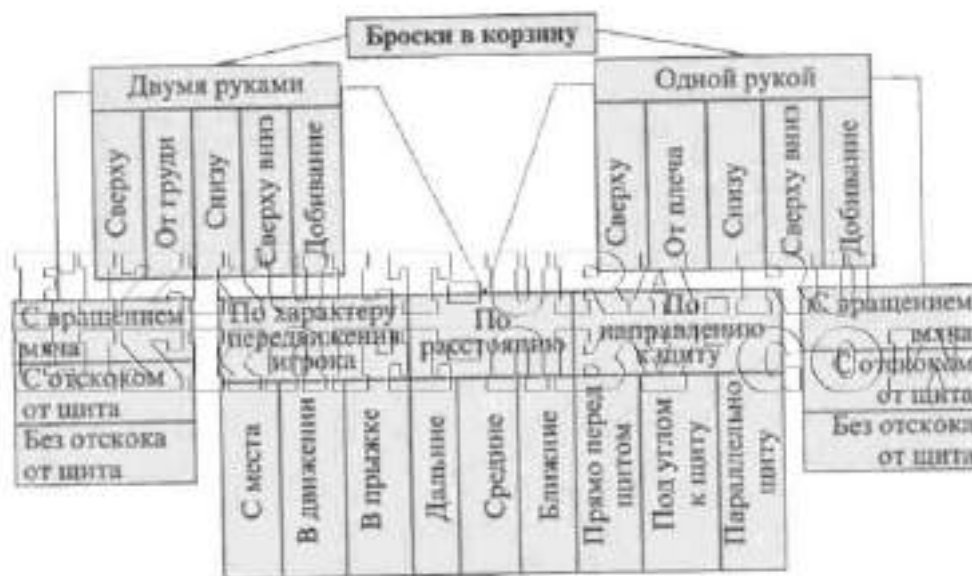 Броски в корзину
Двумя руками
Одной рукой
Сверху
От груди
Снизу
Сверху вниз
Добивание
Сверху
От плеча
Снизу
Сверху вниз
Добивание
С вращением
мяча
С отскоком
от щита
Без отскока
от щита
По характеру
передвижения
игрока
По
расстоянию
По
направлению
к щиту
С вращением
мяча
С отскоком
от щита
Без отскока
от щита
С места
В движении
В прыжке
Дальние
Средние
Ближние
Прямо перед
щитом
Под углом
к щиту
Параллельно
щиту